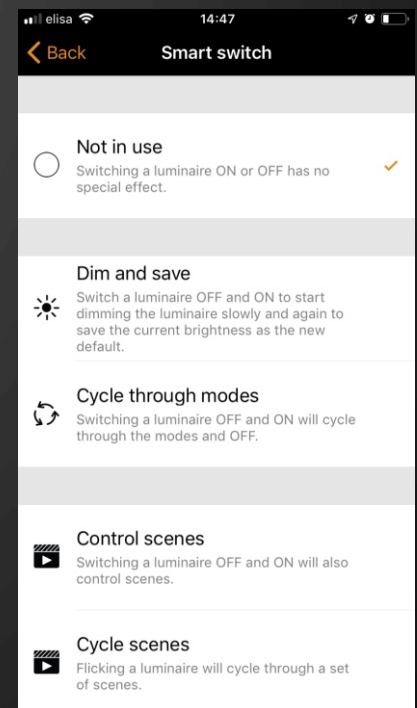 elisa 14:47
Back Smart switch
Not in use
Switching a luminaire ON or OFF has no
special effect.
Dim and save
Switch a luminaire OFF and ON to start
dimming the luminaire slowly and again to
save the current brightness as the new
default.
Cycle through modes
Switching a luminaire OFF and ON will cycle
through the modes and OFF.
Control scenes
Switching a luminaire OFF and ON will also
control scenes.
Cycle scenes
Flicking a luminaire will cycle through a set
of scenes.